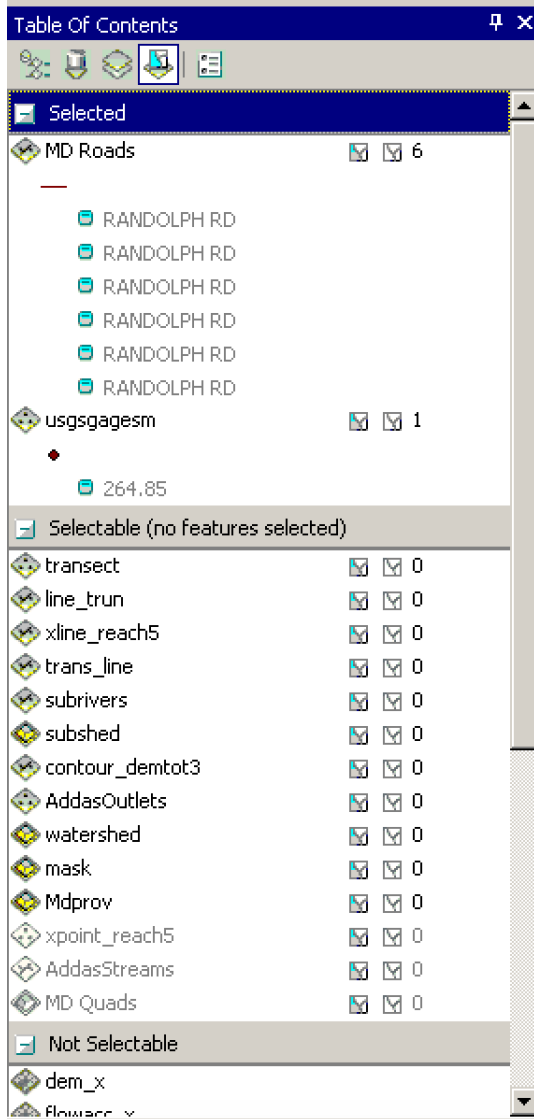 Table Of Contents
Selected
MD Roads 6
RANDOLPH RD
RANDOLPH RD
RANDOLPH RD
RANDOLPH RD
RANDOLPH RD
RANDOLPH RD
usgsgagesm 1
264.85
Selectable (no features selected)
transect 0
line_trun 0
xline_reach5 0
trans_line 0
subrivers 0
subshed 0
contour_demtot3 0
AddasOutlets 0
watershed 0
mask 0
Mdprov 0
xpoint_reach5 0
AddasStreams 0
MD Quads 0
Not Selectable
dem_x
flowacc_x